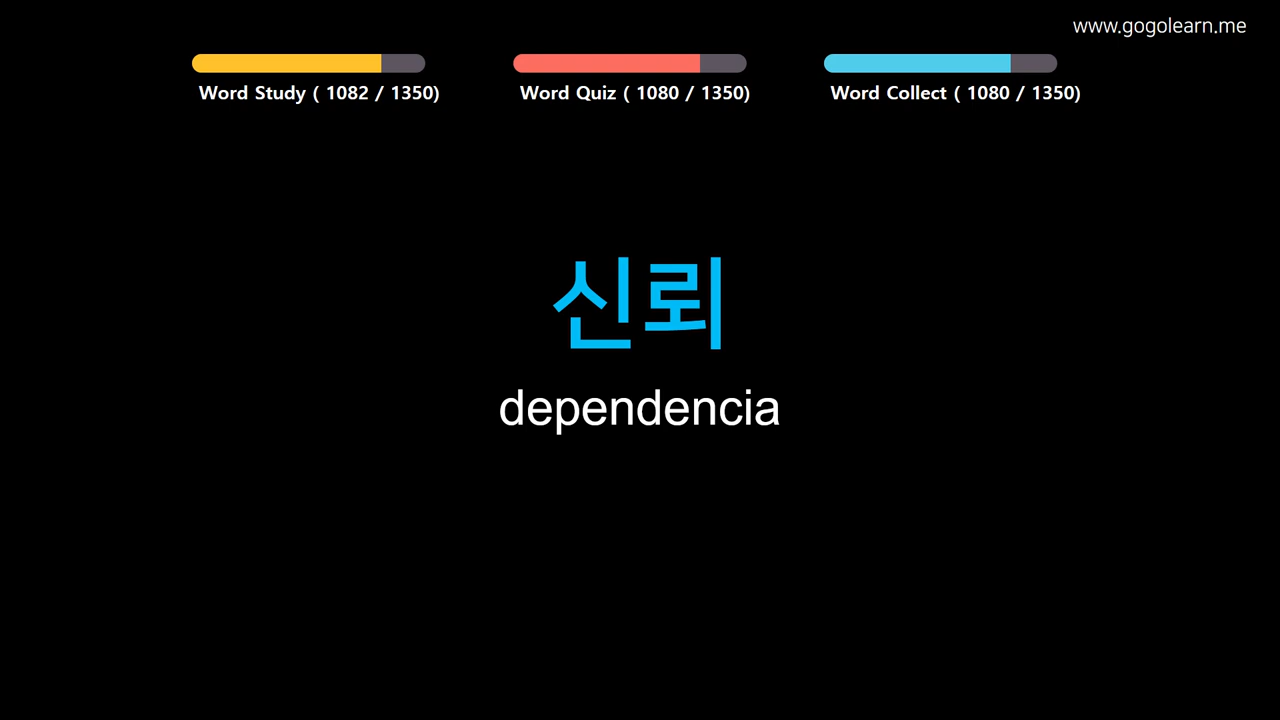 www.gogolearn.me
Word Study ( 1082 / 1350)
Word Quiz ( 1080 / 1350)
Word Collect ( 1080 / 1350)
신뢰
dependencia